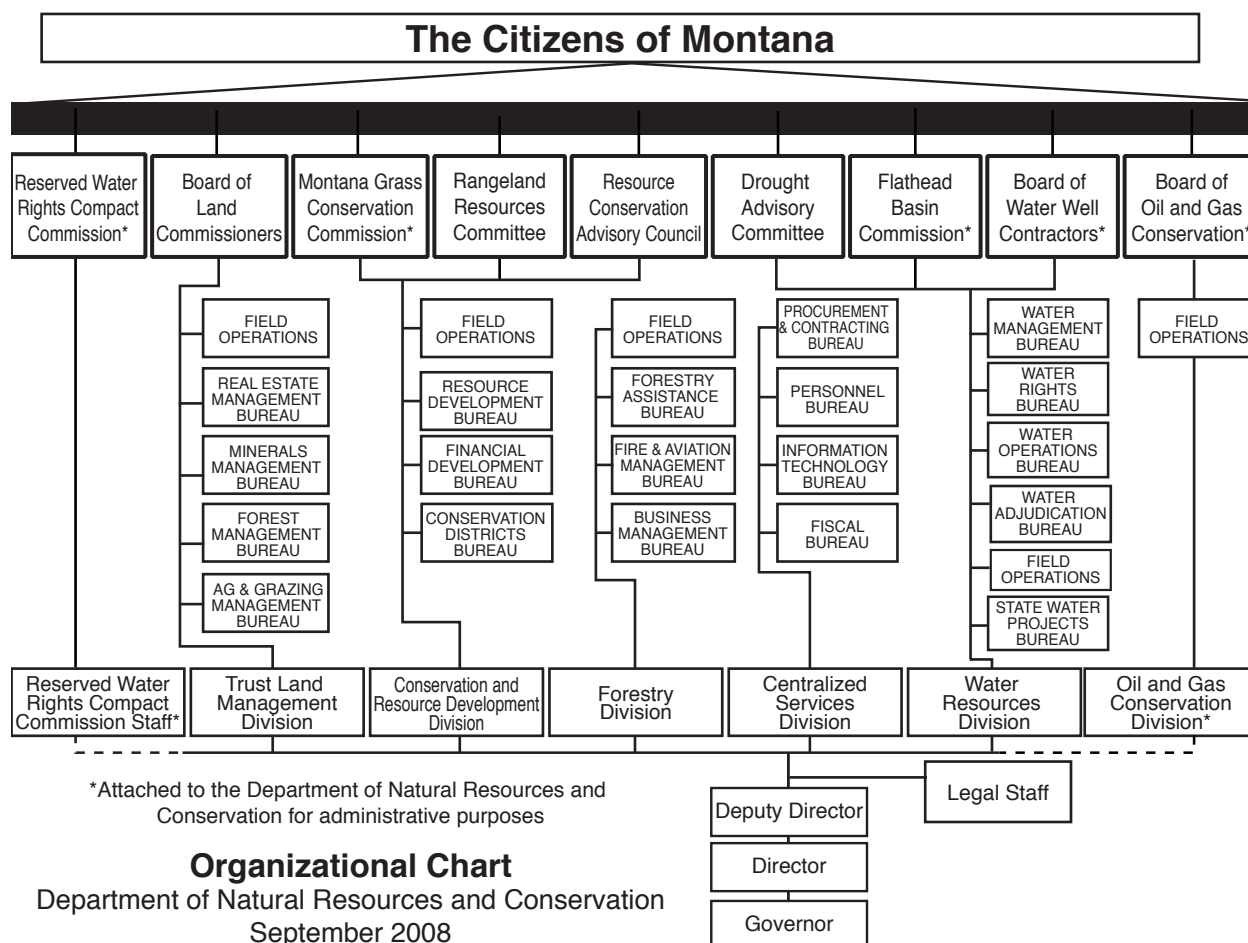 The Citizens of Montana
Reserved Water
Rights Compact
Commission*
Board of
Land
Commissioners
Montana Grass
Conservation
Commission*
Rangeland
Resources
Committee
Resource
Conservation
Advisory Council
Drought
Advisory
Committee
Flathead
Basin
Commission*
Board of
Water Well
Contractors*
Board of
Oil and Gas
Conservation*
FIELD
OPERATIONS
REAL ESTATE
MANAGEMENT
BUREAU
MINERALS
MANAGEMENT
BUREAU
FOREST
MANAGEMENT
BUREAU
AG & GRAZING
MANAGEMENT
BUREAU
FIELD
OPERATIONS
RESOURCE
DEVELOPMENT
BUREAU
FINANCIAL
DEVELOPMENT
BUREAU
CONSERVATION
DISTRICTS
BUREAU
FIELD
OPERATIONS
FORESTRY
ASSISTANCE
BUREAU
FIRE & AVIATION
MANAGEMENT
BUREAU
BUSINESS
MANAGEMENT
BUREAU
PROCUREMENT
& CONTRACTING
BUREAU
PERSONNEL
BUREAU
INFORMATION
TECHNOLOGY
BUREAU
FISCAL
BUREAU
WATER
MANAGEMENT
BUREAU
WATER
RIGHTS
BUREAU
WATER
OPERATIONS
BUREAU
WATER
ADJUDICATION
BUREAU
FIELD
OPERATIONS
STATE WATER
PROJECTS
BUREAU
FIELD
OPERATIONS
Reserved Water
Rights Compact
Commission Staff*
Trust Land
Management
Division
Conservation and
Resource Development
Division
Forestry
Division
Centralized
Services
Division
Water
Resources
Division
Oil and Gas
Conservation
Division*
*Attached to the Department of Natural Resources and
Conservation for administrative purposes
Legal Staff
Deputy Director
Director
Governor
Organizational Chart
Department of Natural Resources and Conservation
September 2008